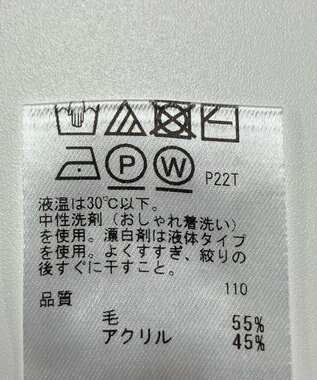 P
W
P22T
液温は30℃以下。
中性洗剤（おしゃれ着洗い）
を使用。漂白剤は液体タイプ
を使用。よくすすぎ、絞りの
後すぐに干すこと。
110
品質
毛 55%
アクリル 45%